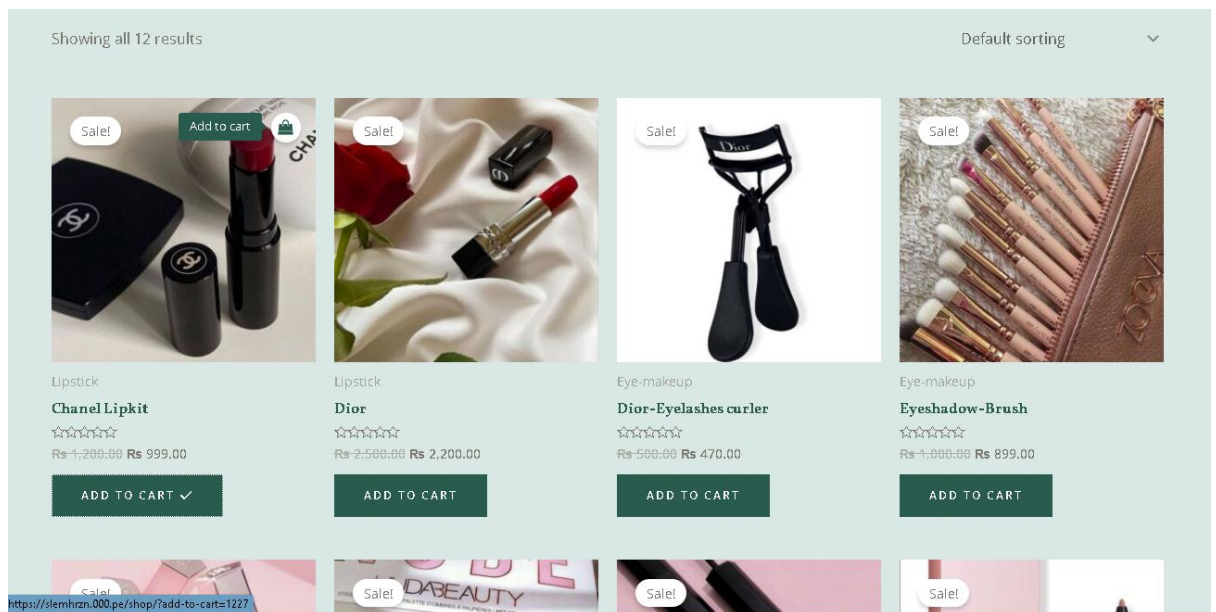 Showing all 12 results
Default sorting
Sale!
Add to cart
CHA
Sale!
Dior
Sale!
Sale!
ZOEVA
Lipstick
Chanel Lipkit
Rs 1,200.00 Rs 999.00
ADD TO CART ✓
Lipstick
Dior
Rs 2,500.00 Rs 2,200.00
ADD TO CART
Eye-makeup
Dior-Eyelashes curler
Rs 500.00 Rs 470.00
ADD TO CART
Eye-makeup
Eyeshadow-Brush
Rs 1,000.00 Rs 899.00
ADD TO CART
Sale!
Sale!
Sale!
Sale!
https://slemhrzn.000.pe/shop/?add-to-cart=1227